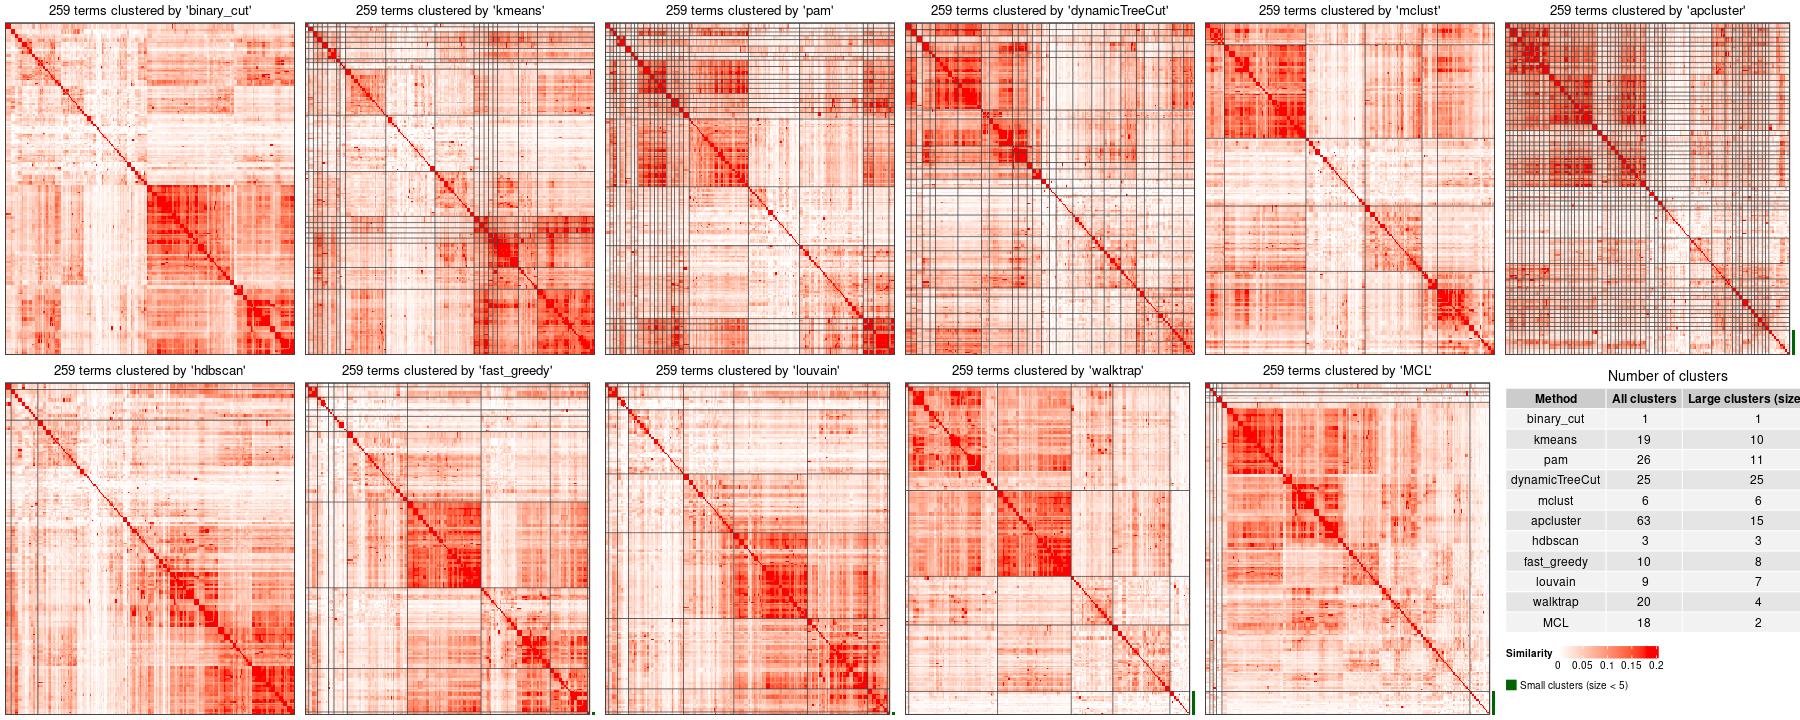 259 terms clustered by 'binary_cut'
259 terms clustered by 'kmeans'
259 terms clustered by 'pam'
259 terms clustered by 'dynamicTreeCut'
259 terms clustered by 'mclust'
259 terms clustered by 'apcluster'
259 terms clustered by 'hdbscan'
259 terms clustered by 'fast_greedy'
259 terms clustered by 'louvain'
259 terms clustered by 'walktrap'
259 terms clustered by 'MCL'
Number of clusters
Method All clusters Large clusters (size
binary_cut 1 1
kmeans 19 10
pam 26 11
dynamicTreeCut 25 25
mclust 6 6
apcluster 63 15
hdbscan 3 3
fast_greedy 10 8
louvain 9 7
walktrap 20 4
MCL 18 2
Similarity
0 0.05 0.1 0.15 0.2
Small clusters (size < 5)